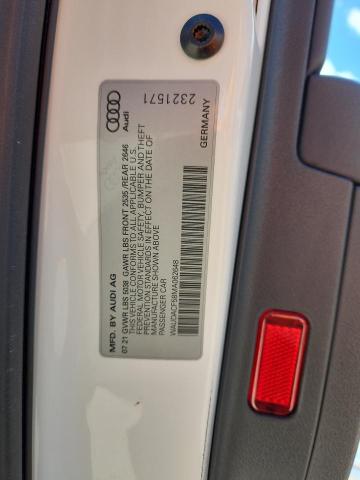 MFD. BY AUDI AG
07.21 GVWR LBS 5038 GAWR LBS FRONT 2535 /REAR 2646
THIS VEHICLE CONFORMS TO ALL APPLICABLE U.S.
FEDERAL MOTOR VEHICLE SAFETY, BUMPER AND THEFT
PREVENTION STANDARDS IN EFFECT ON THE DATE OF
MANUFACTURE SHOWN ABOVE
PASSENGER CAR
WAUDACF58MA062648
Audi
2321571
GERMANY